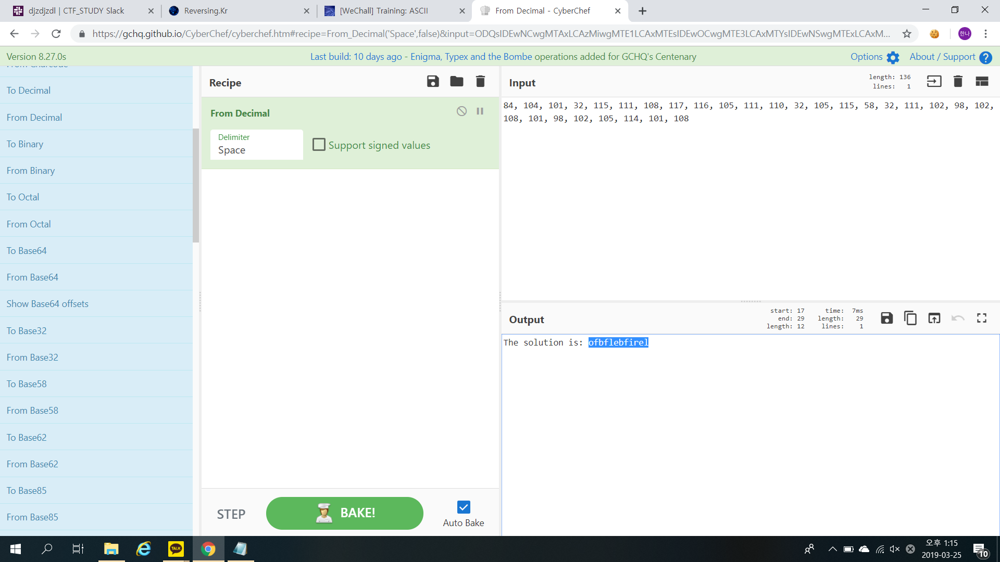 djzdjzdl | CTF_STUDY Slack
Reversing.Kr
[WeChall] Training: ASCII
From Decimal - CyberChef
https://gchq.github.io/CyberChef/cyberchef.htm#recipe=From_Decimal('Space',false)&input=ODQsIDEwNCwgMTAxLCAzMiwgMTE1LCAxMTEsIDEwOCwgMTE3LCAxMTYsIDEwNSwgMTExLCAxM...
한나
Version 8.27.0s
Last build: 10 days ago - Enigma, Typex and the Bombe operations added for GCHQ's Centenary
Options
About / Support
From Charcode
To Decimal
From Decimal
To Binary
From Binary
To Octal
From Octal
To Base64
From Base64
Show Base64 offsets
To Base32
From Base32
To Base58
From Base58
To Base62
From Base62
To Base85
From Base85
Recipe
From Decimal
Delimiter
Space
Support signed values
STEP
BAKE!
Auto Bake
Input
length: 136
lines: 1
84, 104, 101, 32, 115, 111, 108, 117, 116, 105, 111, 110, 32, 105, 115, 58, 32, 111, 102, 98, 102,
108, 101, 98, 102, 105, 114, 101, 108
Output
start: 17 time: 7ms
end: 29 length: 29
length: 12 lines: 1
The solution is: ofbflebfirel
TALK
오후 1:15
2019-03-25
10